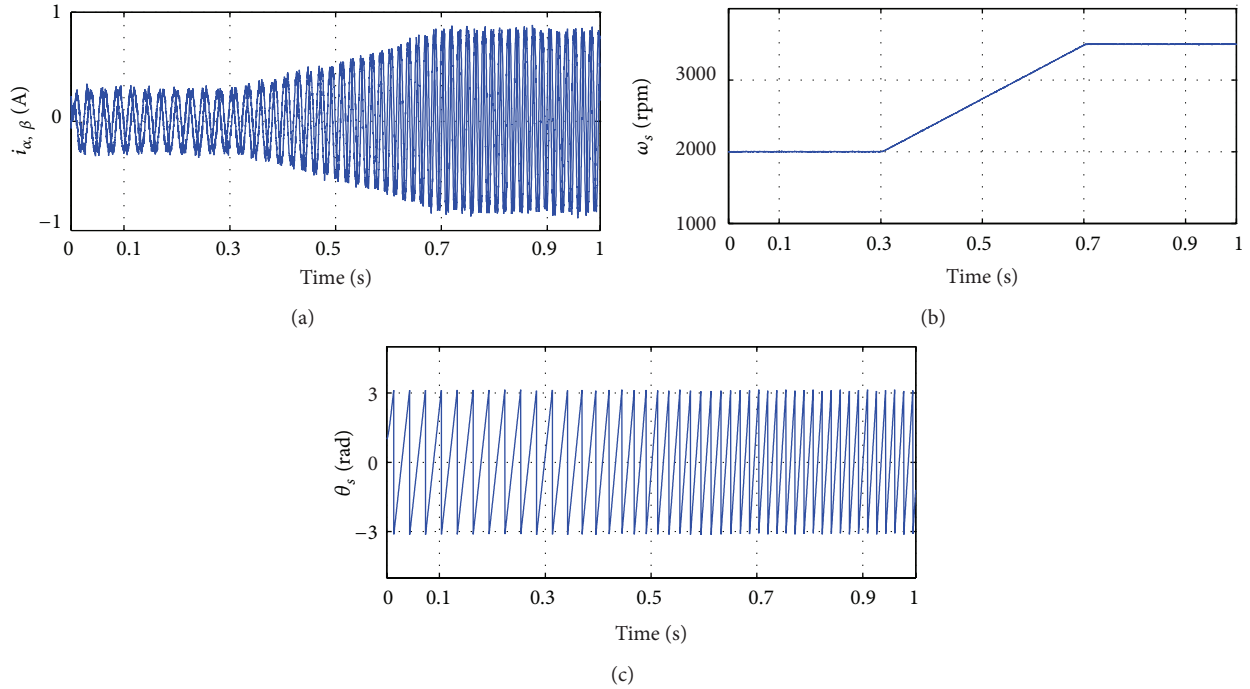 1
0
−1
i_α, β (A)
0 0.1 0.3 0.5 0.7 0.9 1
Time (s)
(a)
3000
2000
1000
ω_s (rpm)
0 0.1 0.3 0.5 0.7 0.9 1
Time (s)
(b)
3
0
−3
θ_s (rad)
0 0.1 0.3 0.5 0.7 0.9 1
Time (s)
(c)